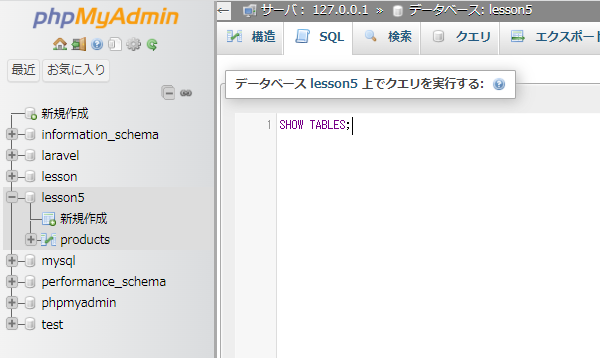 phpMyAdmin
最近 お気に入り
新規作成
information_schema
laravel
lesson
lesson5
新規作成
products
mysql
performance_schema
phpmyadmin
test
サーバ: 127.0.0.1 » データベース: lesson5
構造 SQL 検索 クエリ エクスポート
データベース lesson5 上でクエリを実行する:
1 SHOW TABLES;